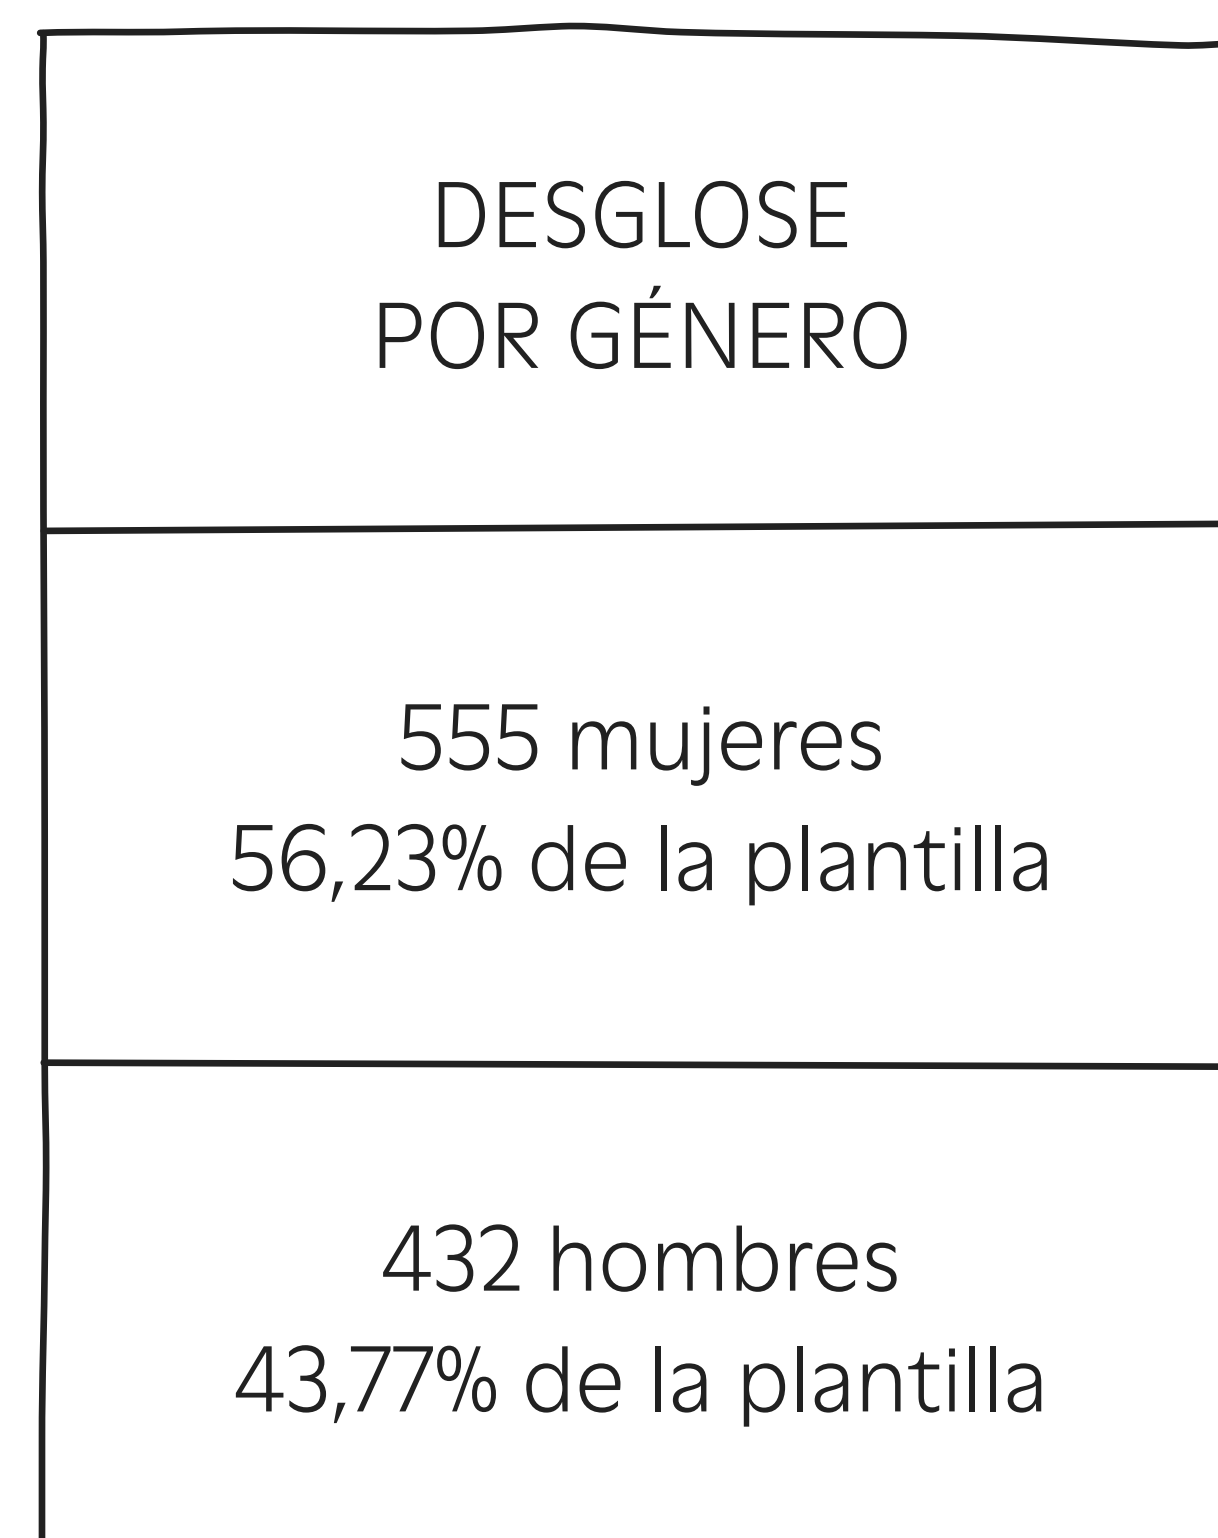 DESGLOSE
POR GÉNERO
555 mujeres
56,23% de la plantilla
432 hombres
43,77% de la plantilla